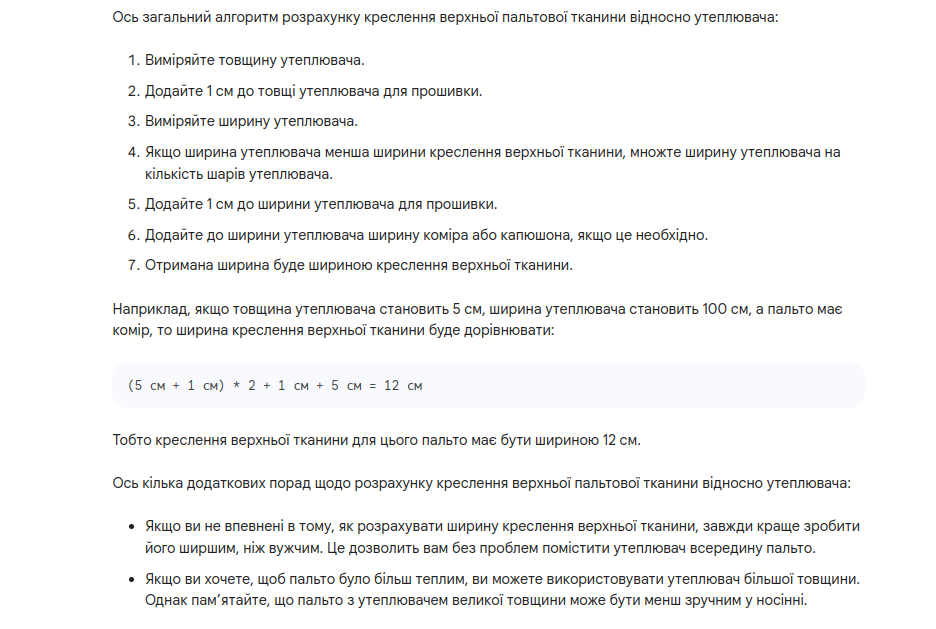 Ось загальний алгоритм розрахунку креслення верхньої пальтової тканини відносно утеплювача:
1. Виміряйте товщину утеплювача.
2. Додайте 1 см до товщі утеплювача для прошивки.
3. Виміряйте ширину утеплювача.
4. Якщо ширина утеплювача менша ширини креслення верхньої тканини, множте ширину утеплювача на
кількість шарів утеплювача.
5. Додайте 1 см до ширини утеплювача для прошивки.
6. Додайте до ширини утеплювача ширину коміра або капюшона, якщо це необхідно.
7. Отримана ширина буде шириною креслення верхньої тканини.
Наприклад, якщо товщина утеплювача становить 5 см, ширина утеплювача становить 100 см, а пальто має
комір, то ширина креслення верхньої тканини буде дорівнювати:
(5 см + 1 см) * 2 + 1 см + 5 см = 12 см
Тобто креслення верхньої тканини для цього пальто має бути шириною 12 см.
Ось кілька додаткових порад щодо розрахунку креслення верхньої пальтової тканини відносно утеплювача:
• Якщо ви не впевнені в тому, як розрахувати ширину креслення верхньої тканини, завжди краще зробити
його ширшим, ніж вужчим. Це дозволить вам без проблем помістити утеплювач всередину пальто.
• Якщо ви хочете, щоб пальто було більш теплим, ви можете використовувати утеплювач більшої товщини.
Однак пам’ятайте, що пальто з утеплювачем великої товщини може бути менш зручним у носінні.